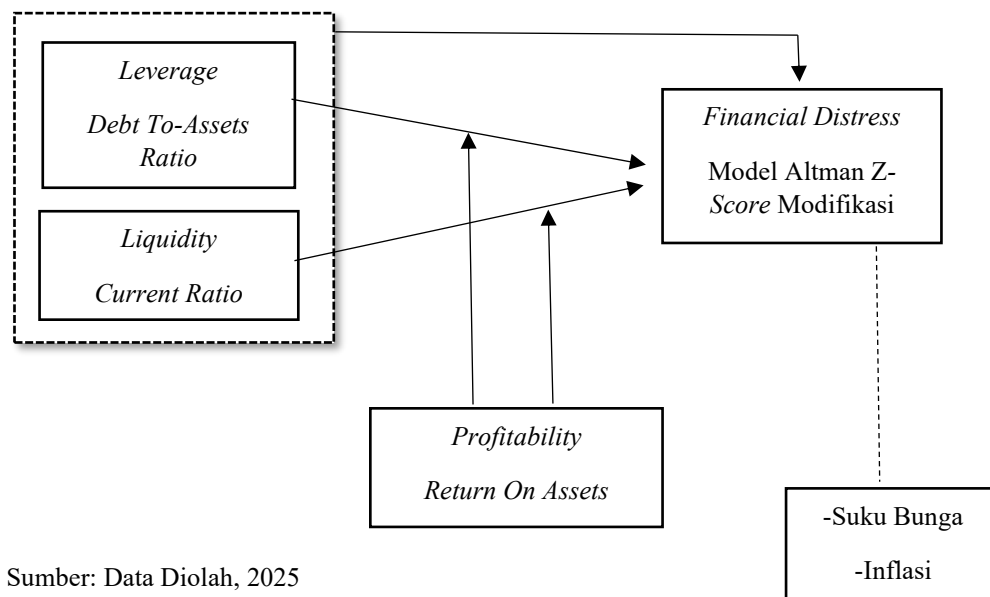 Leverage
Debt To-Assets
Ratio
Liquidity
Current Ratio
Financial Distress
Model Altman Z-
Score Modifikasi
Profitability
Return On Assets
-Suku Bunga
-Inflasi
Sumber: Data Diolah, 2025